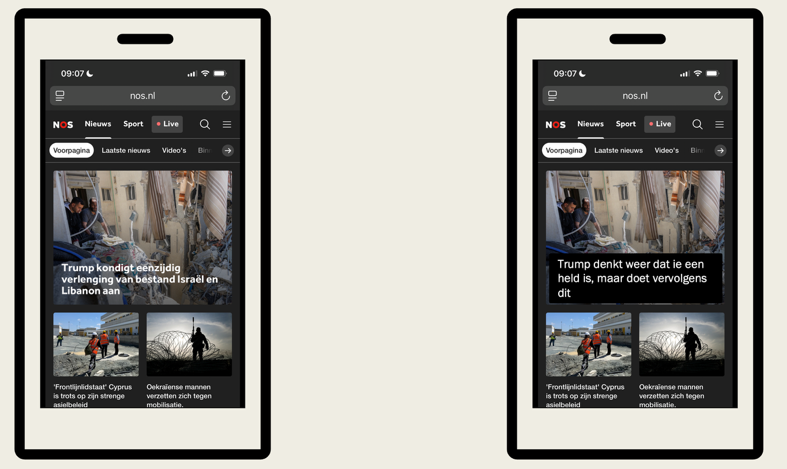 09:07
nos.nl
NOS Nieuws Sport Live
Voorpagina Laatste nieuws Video's
Trump kondigt eenzijdig
verlenging van bestand Israël en
Libanon aan
'Frontlijnlidstaat' Cyprus
is trots op zijn strenge
asielbeleid
Oekraïense mannen
verzetten zich tegen
mobilisatie.
09:07
nos.nl
NOS Nieuws Sport Live
Voorpagina Laatste nieuws Video's
Trump denkt weer dat ie een
held is, maar doet vervolgens
dit
'Frontlijnlidstaat' Cyprus
is trots op zijn strenge
asielbeleid
Oekraïense mannen
verzetten zich tegen
mobilisatie.